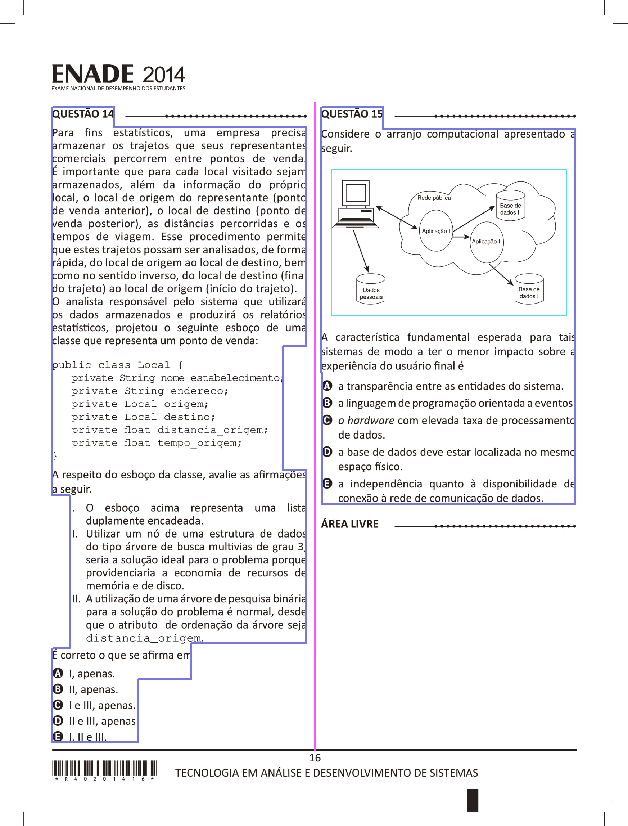 ENADE 2014
EXAME NACIONAL DE DESEMPENHO DOS ESTUDANTES
QUESTÃO 14
Para fins estatísticos, uma empresa precisa
armazenar os trajetos que seus representantes
comerciais percorrem entre pontos de venda.
É importante que para cada local visitado sejam
armazenados, além da informação do próprio
local, o local de origem do representante (ponto
de venda anterior), o local de destino (ponto de
venda posterior), as distâncias percorridas e os
tempos de viagem. Esse procedimento permite
que estes trajetos possam ser analisados, de forma
rápida, do local de origem ao local de destino, bem
como no sentido inverso, do local de destino (final
do trajeto) ao local de origem (início do trajeto).
O analista responsável pelo sistema que utilizará
os dados armazenados e produzirá os relatórios
estatísticos, projetou o seguinte esboço de uma
classe que representa um ponto de venda:
public class Local {
private String nome estabelecimento;
private String endereco;
private Local origem;
private Local destino;
private float distancia_origem;
private float tempo_origem;
}
A respeito do esboço da classe, avalie as afirmações
a seguir.
I. O esboço acima representa uma lista
duplamente encadeada.
II. Utilizar um nó de uma estrutura de dados
do tipo árvore de busca multivias de grau 3,
seria a solução ideal para o problema porque
providenciaria a economia de recursos de
memória e de disco.
III. A utilização de uma árvore de pesquisa binária
para a solução do problema é normal, desde
que o atributo de ordenação da árvore seja
distancia_origem.
É correto o que se afirma em
A I, apenas.
B II, apenas.
C I e III, apenas.
D II e III, apenas
E I, II e III.
QUESTÃO 15
Considere o arranjo computacional apresentado a
seguir.
Rede pública
Base de
dados I
Aplicação I
Aplicação I
Dados
pessoais
Base de
dados I
A característica fundamental esperada para tais
sistemas de modo a ter o menor impacto sobre a
experiência do usuário final é
A a transparência entre as entidades do sistema.
B a linguagem de programação orientada a eventos
C o hardware com elevada taxa de processamento
de dados.
D a base de dados deve estar localizada no mesmo
espaço físico.
E a independência quanto à disponibilidade de
conexão à rede de comunicação de dados.
ÁREA LIVRE
16
TECNOLOGIA EM ANÁLISE E DESENVOLVIMENTO DE SISTEMAS
*R40201416*